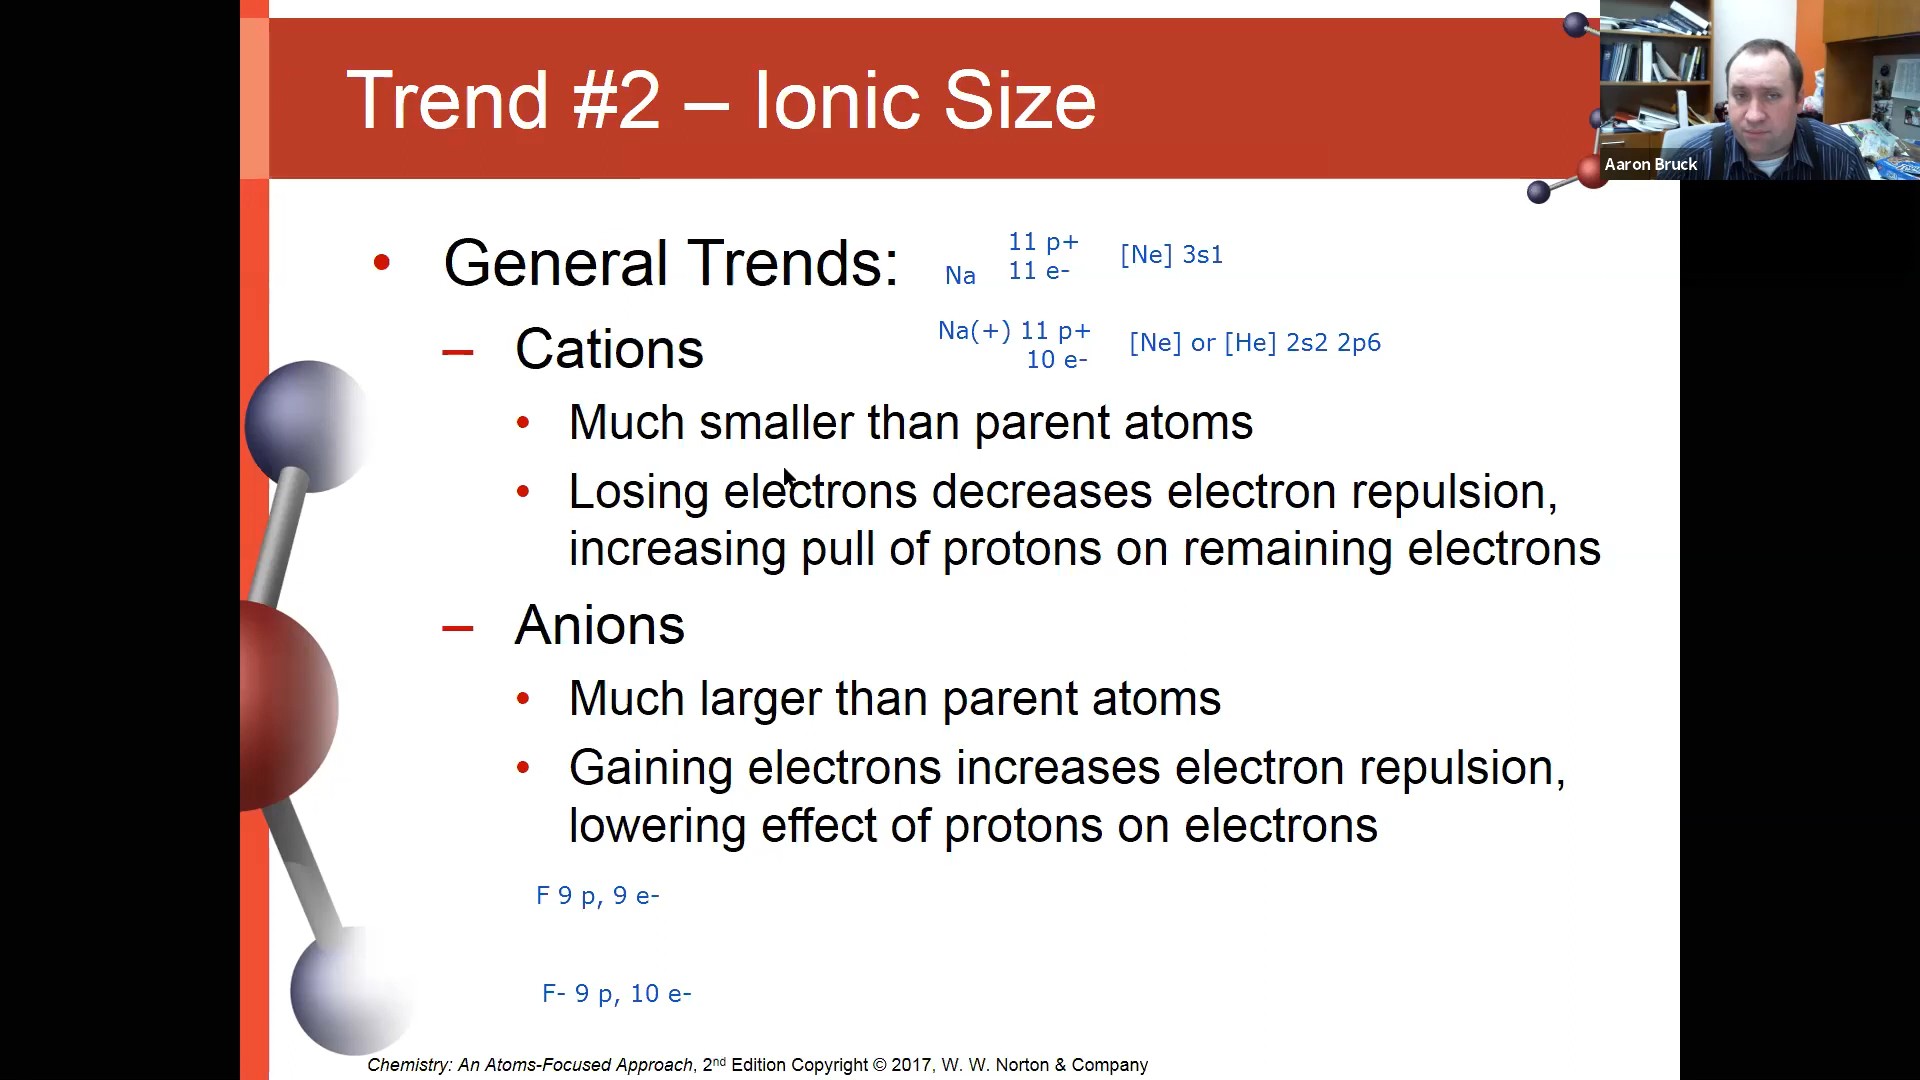 Trend #2 – Ionic Size
Aaron Bruck
• General Trends:
Na
11 p+
11 e-
[Ne] 3s1
– Cations
Na(+) 11 p+
10 e-
[Ne] or [He] 2s2 2p6
• Much smaller than parent atoms
• Losing electrons decreases electron repulsion,
increasing pull of protons on remaining electrons
– Anions
• Much larger than parent atoms
• Gaining electrons increases electron repulsion,
lowering effect of protons on electrons
F 9 p, 9 e-
F- 9 p, 10 e-
Chemistry: An Atoms-Focused Approach, 2nd Edition Copyright © 2017, W. W. Norton & Company